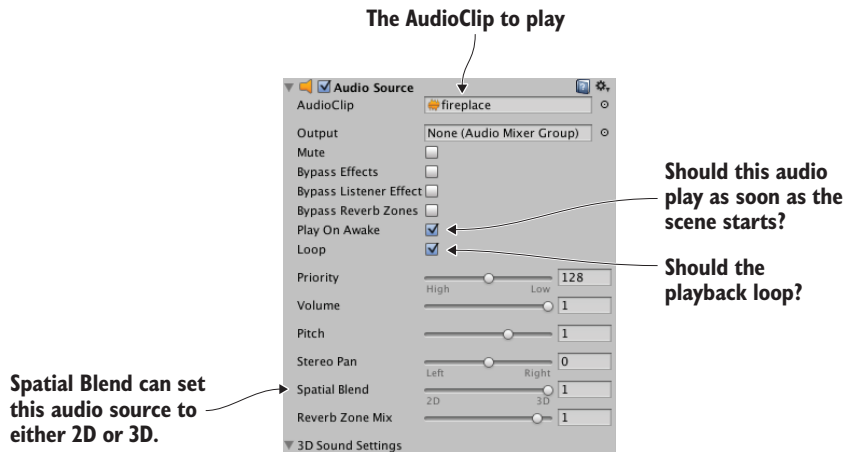 The AudioClip to play
Audio Source
AudioClip
fireplace
Output
None (Audio Mixer Group)
Mute
Bypass Effects
Bypass Listener Effect
Bypass Reverb Zones
Play On Awake
Loop
Priority
128
High
Low
Volume
1
Pitch
1
Stereo Pan
0
Left
Right
Spatial Blend
1
2D
3D
Reverb Zone Mix
1
3D Sound Settings
Should this audio
play as soon as the
scene starts?
Should the
playback loop?
Spatial Blend can set
this audio source to
either 2D or 3D.